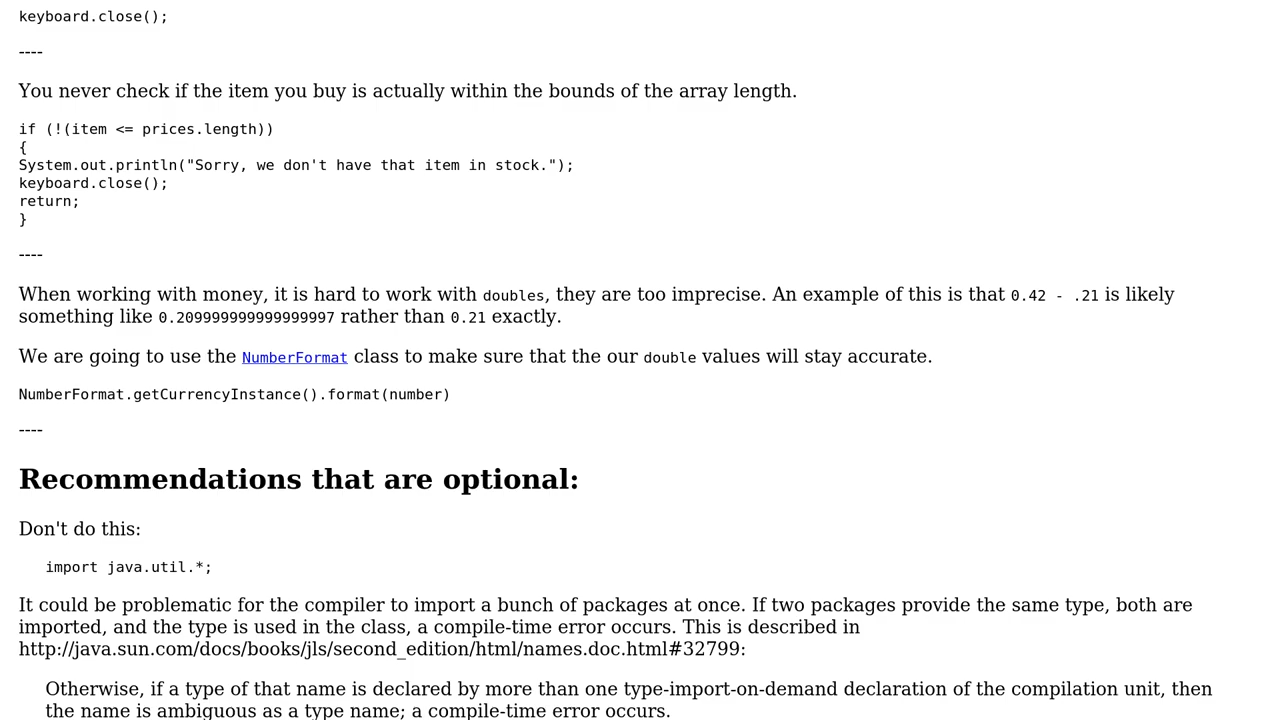 keyboard.close();
----
You never check if the item you buy is actually within the bounds of the array length.
if (!(item <= prices.length))
{
System.out.println("Sorry, we don't have that item in stock.");
keyboard.close();
return;
}
----
When working with money, it is hard to work with doubles, they are too imprecise. An example of this is that 0.42 - .21 is likely
something like 0.209999999999999997 rather than 0.21 exactly.
We are going to use the NumberFormat class to make sure that the our double values will stay accurate.
NumberFormat.getCurrencyInstance().format(number)
----
Recommendations that are optional:
Don't do this:
import java.util.*;
It could be problematic for the compiler to import a bunch of packages at once. If two packages provide the same type, both are
imported, and the type is used in the class, a compile-time error occurs. This is described in
http://java.sun.com/docs/books/jls/second_edition/html/names.doc.html#32799:
Otherwise, if a type of that name is declared by more than one type-import-on-demand declaration of the compilation unit, then
the name is ambiguous as a type name; a compile-time error occurs.